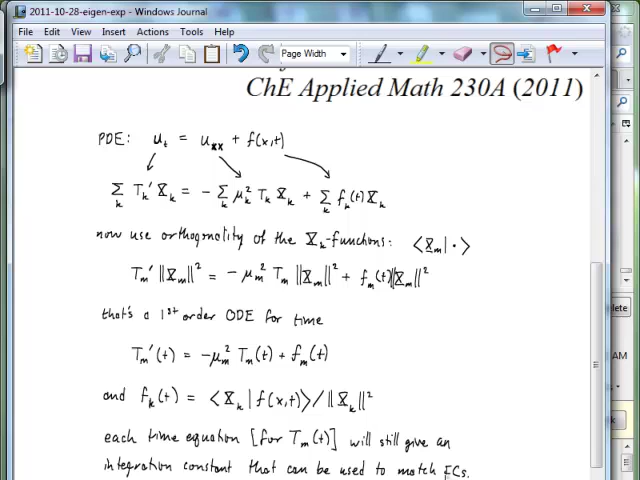 2011-10-28-eigen-exp - Windows Journal
File Edit View Insert Actions Tools Help
Page Width
ChE Applied Math 230A (2011)
PDE: u_t = u_xx + f(x,t)
Σ_k T_k' X_k = - Σ_k μ_k² T_k X_k + Σ_k f_k(t) X_k
now use orthogonality of the X_k-functions: ⟨X_m| · ⟩
T_m' ||X_m||² = - μ_m² T_m ||X_m||² + f_m(t)||X_m||²
that's a 1st order ODE for time
T_m'(t) = -μ_m² T_m(t) + f_m(t)
and f_k(t) = ⟨X_k | f(x,t)⟩ / ||X_k||²
each time equation [for T_m(t)] will still give an
integration constant that can be used to match ECs.